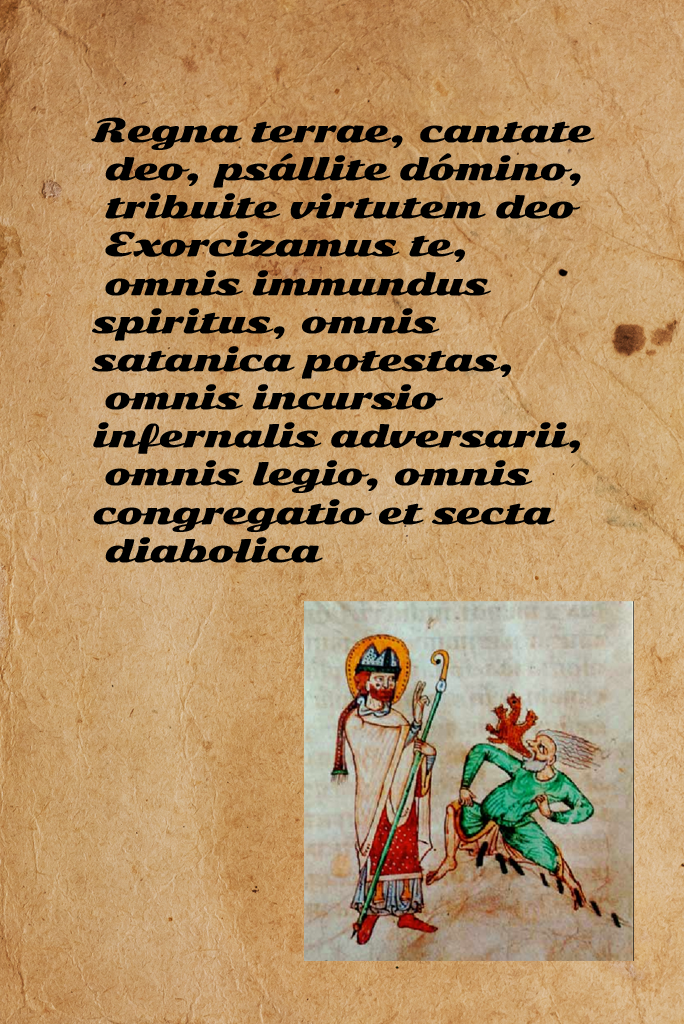 Regna terrae, cantate
deo, psállite dómino,
tribuite virtutem deo
Exorcizamus te,
omnis immundus
spiritus, omnis
satanica potestas,
omnis incursio
infernalis adversarii,
omnis legio, omnis
congregatio et secta
diabolica